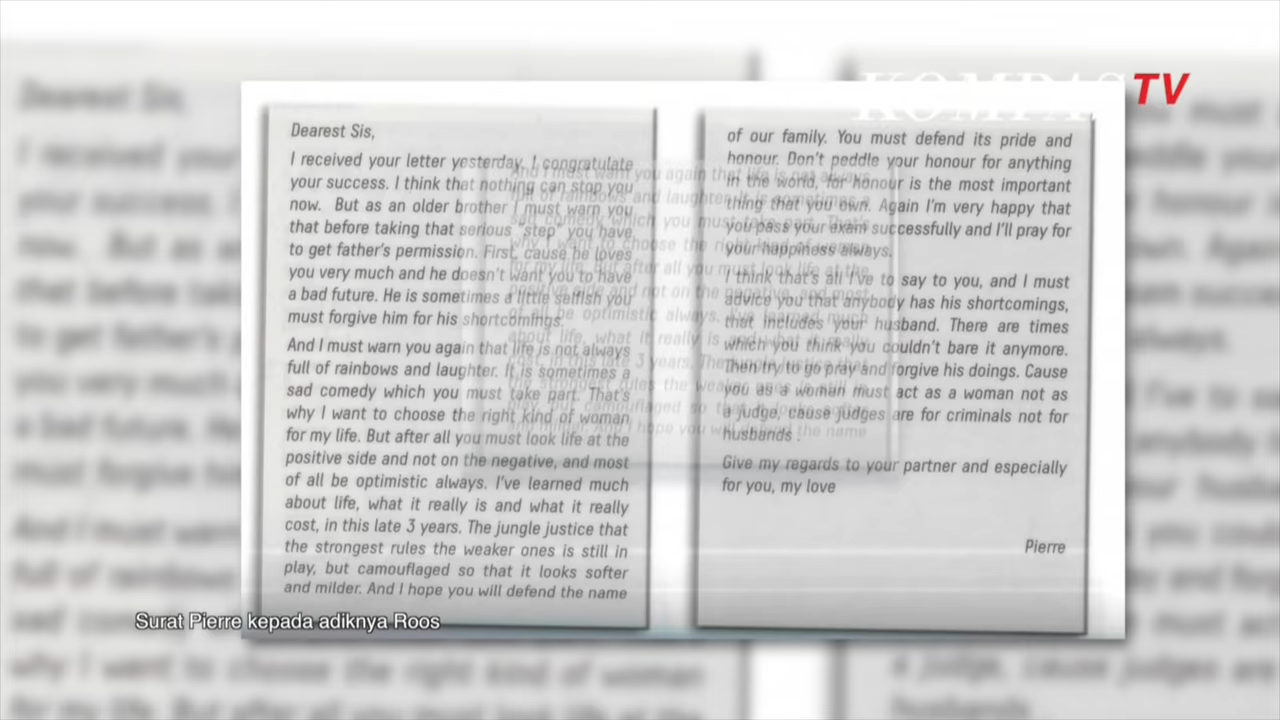 KOMPAS TV
Dearest Sis,
I received your letter yesterday. I congratulate
your success. I think that nothing can stop you
now. But as an older brother I must warn you
that before taking that serious "step" you have
to get father's permission. First, cause he loves
you very much and he doesn't want you to have
a bad future. He is sometimes a little selfish you
must forgive him for his shortcomings.
And I must warn you again that life is not always
full of rainbows and laughter. It is sometimes a
sad comedy which you must take part. That's
why I want to choose the right kind of woman
for my life. But after all you must look life at the
positive side and not on the negative, and most
of all be optimistic always. I've learned much
about life, what it really is and what it really
cost, in this late 3 years. The jungle justice that
the strongest rules the weaker ones is still in
play, but camouflaged so that it looks softer
and milder. And I hope you will defend the name
of our family. You must defend its pride and
honour. Don't peddle your honour for anything
in the world, for honour is the most important
thing that you own. Again I'm very happy that
you pass your exam successfully and I'll pray for
your happiness always.
I think that's all I've to say to you, and I must
advice you that anybody has his shortcomings,
that includes your husband. There are times
which you think you couldn't bare it anymore.
Then try to go pray and forgive his doings. Cause
you as a woman must act as a woman not as
a judge, cause judges are for criminals not for
husbands .
Give my regards to your partner and especially
for you, my love
Pierre
Surat Pierre kepada adiknya Roos